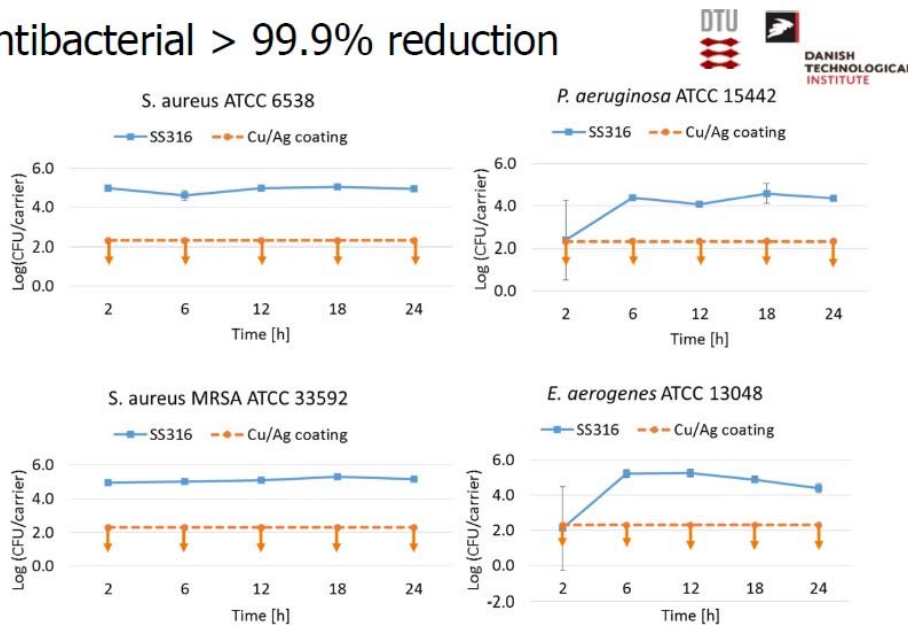 ntibacterial > 99.9% reduction
DTU
DANISH
TECHNOLOGICAL
INSTITUTE
S. aureus ATCC 6538
SS316 Cu/Ag coating
Log(CFU/carrier)
6.0
4.0
2.0
0.0
2 6 12 18 24
Time [h]
P. aeruginosa ATCC 15442
SS316 Cu/Ag coating
Log (CFU/carrier)
6.0
4.0
2.0
0.0
2 6 12 18 24
Time [h]
S. aureus MRSA ATCC 33592
SS316 Cu/Ag coating
Log (CFU/carrier)
6.0
4.0
2.0
0.0
2 6 12 18 24
Time [h]
E. aerogenes ATCC 13048
SS316 Cu/Ag coating
Log (CFU/carrier)
6.0
4.0
2.0
0.0
-2.0
2 6 12 18 24
Time [h]